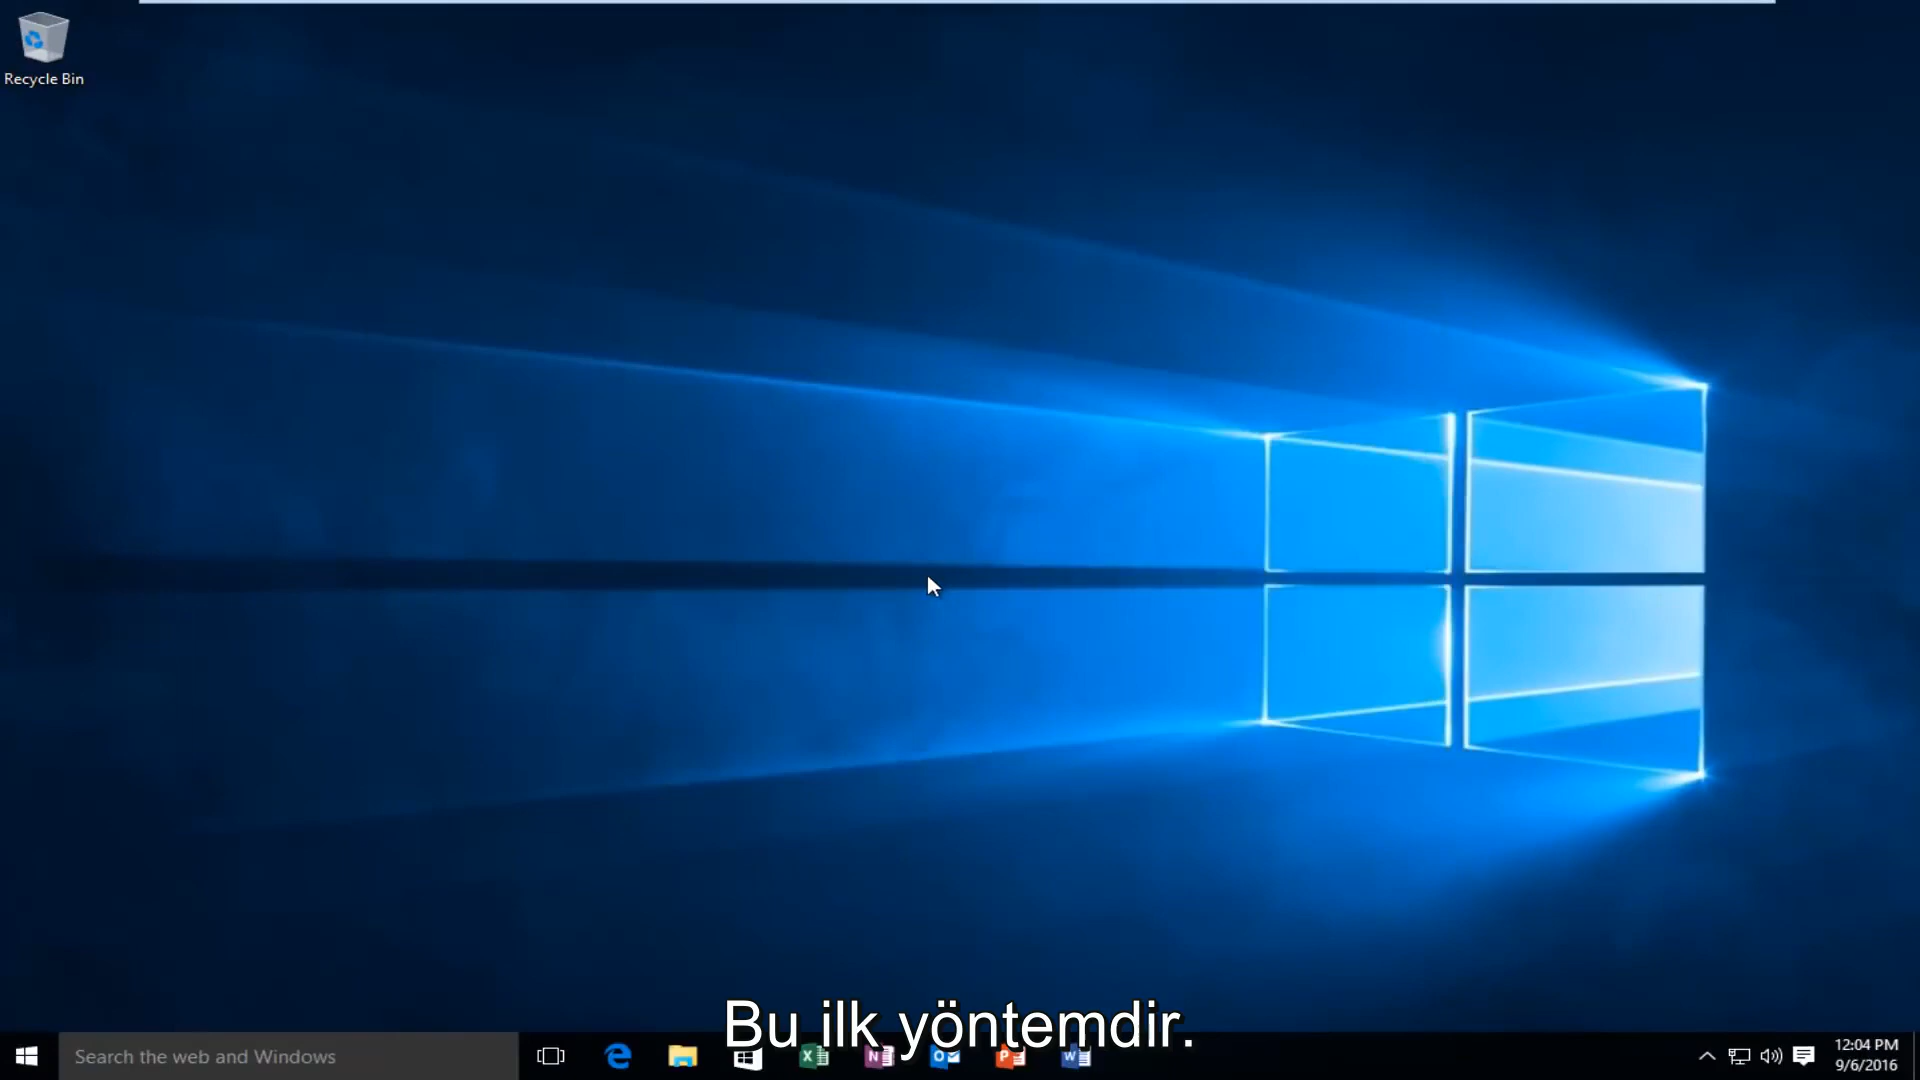 Recycle Bin
Bu ilk yöntemdir.
Search the web and Windows
12:04 PM
9/6/2016